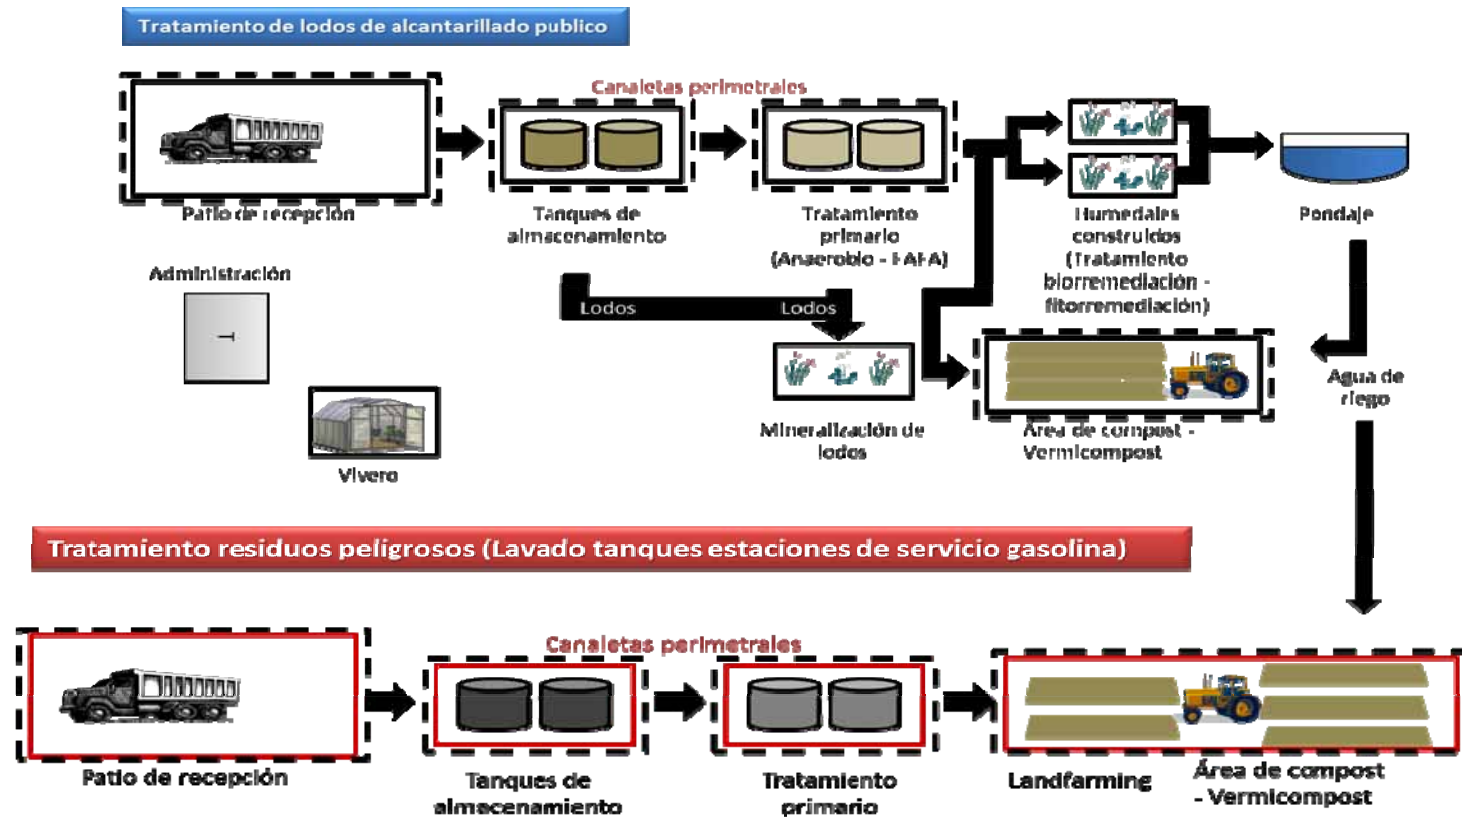 Tratamiento de lodos de alcantarillado publico
Canaletas perimetrales
Patio de recepción
Tanques de
almacenamiento
Tratamiento
primario
(Anaerobio - FAFA)
Humedales
construidos
(Tratamiento
biorremediación -
fitorremediación)
Pondaje
Administración
Lodos
Lodos
Agua de
riego
Mineralización de
lodos
Área de compost -
Vermicompost
Vivero
Tratamiento residuos peligrosos (Lavado tanques estaciones de servicio gasolina)
Canaletas perimetrales
Patio de recepción
Tanques de
almacenamiento
Tratamiento
primario
Landfarming
Área de compost
- Vermicompost